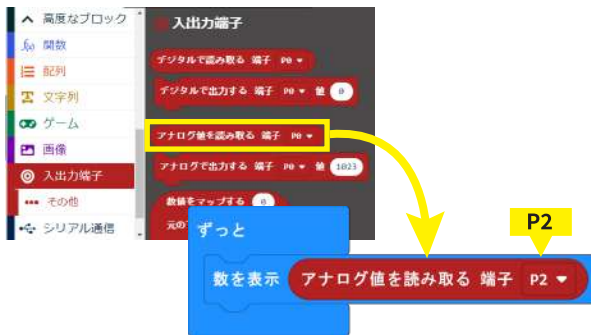 高度なブロック
関数
配列
文字列
ゲーム
画像
入出力端子
その他
シリアル通信
入出力端子
デジタルで読み取る 端子 P0
デジタルで出力する 端子 P0 値 0
アナログ値を読み取る 端子 P0
アナログで出力する 端子 P0 値 1023
数値をマップする 0
元の
ずっと
数を表示 アナログ値を読み取る 端子 P2
P2